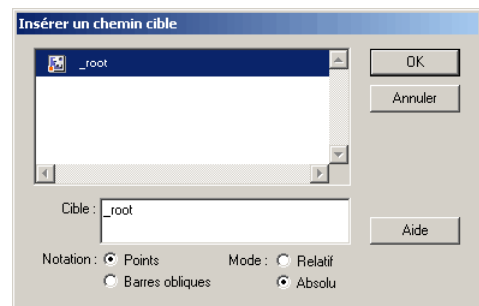 Insérer un chemin cible
_root
OK
Annuler
Cible : _root
Aide
Notation : Points Mode : Relatif
Barres obliques Absolu